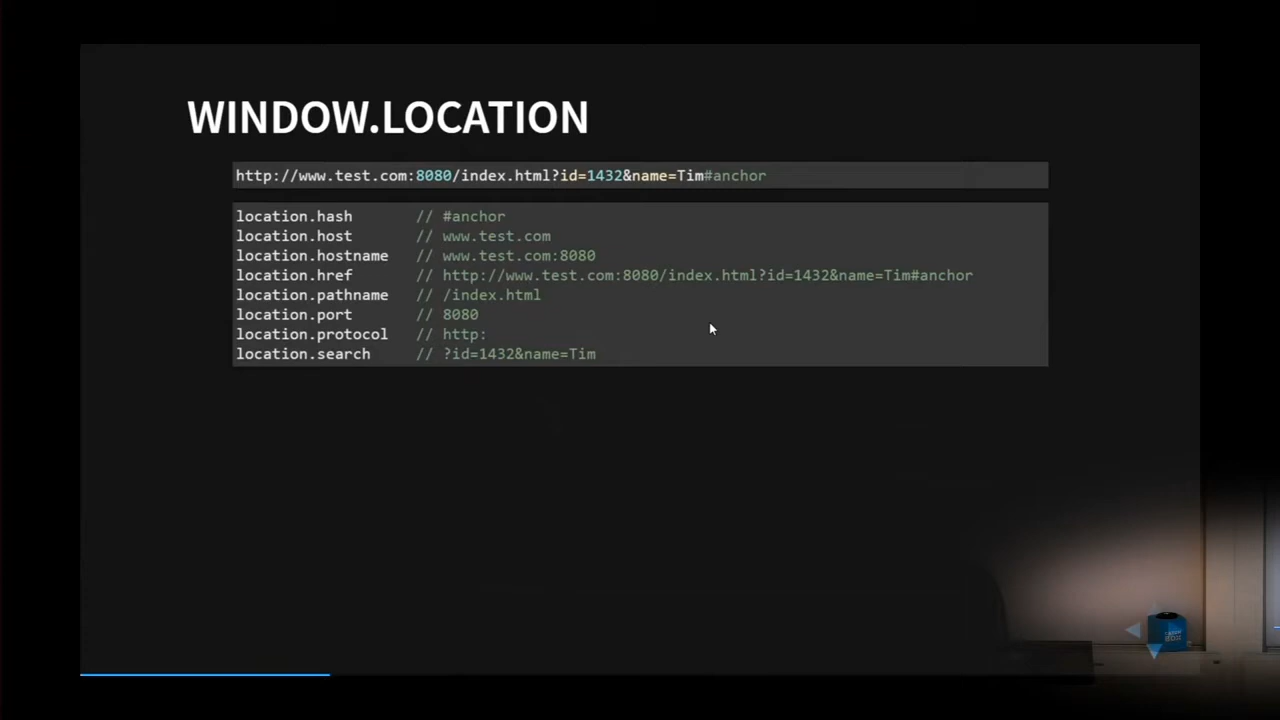 WINDOW.LOCATION
http://www.test.com:8080/index.html?id=1432&name=Tim#anchor
location.hash // #anchor
location.host // www.test.com
location.hostname // www.test.com:8080
location.href // http://www.test.com:8080/index.html?id=1432&name=Tim#anchor
location.pathname // /index.html
location.port // 8080
location.protocol // http:
location.search // ?id=1432&name=Tim